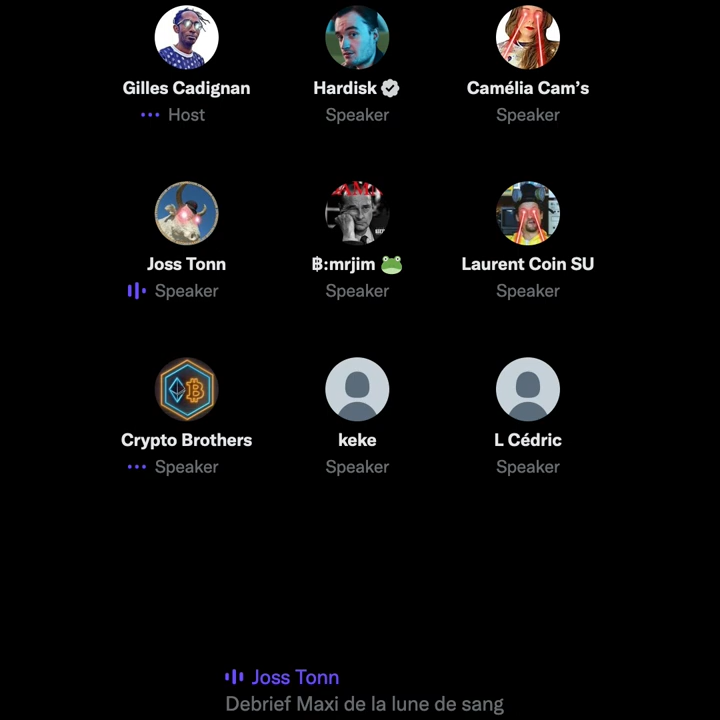 Gilles Cadignan
Host
Hardisk
Speaker
Camélia Cam’s
Speaker
Joss Tonn
Speaker
฿:mrjim 🐸
Speaker
Laurent Coin SU
Speaker
Crypto Brothers
Speaker
keke
Speaker
L Cédric
Speaker
Joss Tonn
Debrief Maxi de la lune de sang